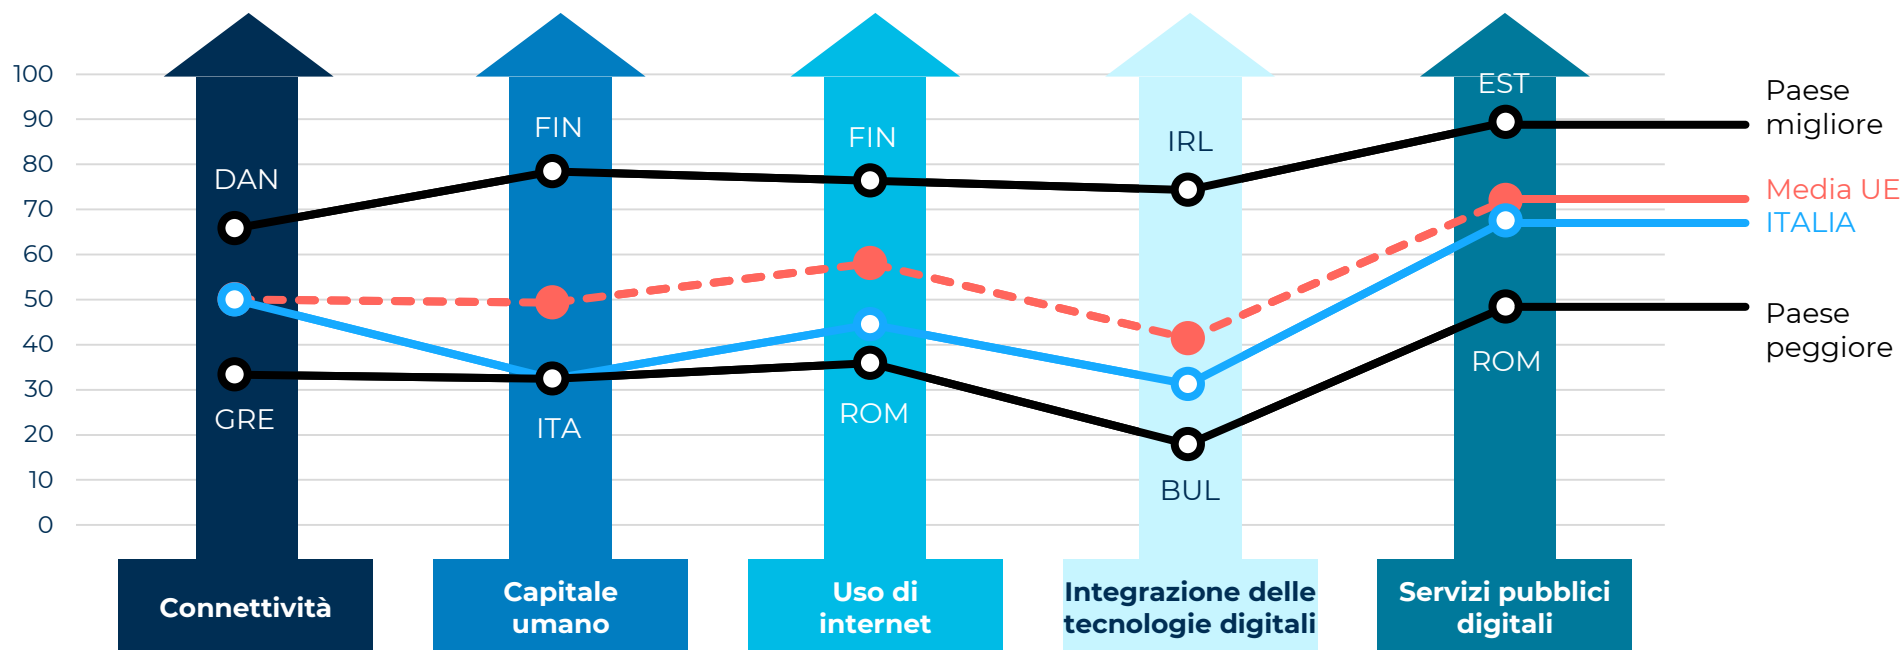 100
90
80
70
60
50
40
30
20
10
0
DAN
GRE
FIN
ITA
FIN
ROM
IRL
BUL
EST
ROM
Paese
migliore
Media UE
ITALIA
Paese
peggiore
Connettività
Capitale
umano
Uso di
internet
Integrazione delle
tecnologie digitali
Servizi pubblici
digitali